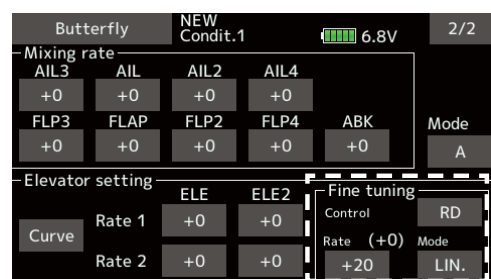 Butterfly NEW Condit.1 6.8V 2/2
Mixing rate
AIL3 AIL AIL2 AIL4
+0 +0 +0 +0
FLP3 FLAP FLP2 FLP4 ABK Mode
+0 +0 +0 +0 +0 A
Elevator setting
ELE ELE2
Curve
Rate 1 +0 +0
Rate 2 +0 +0
Fine tuning
Control RD
Rate (+0) Mode
+20 LIN.